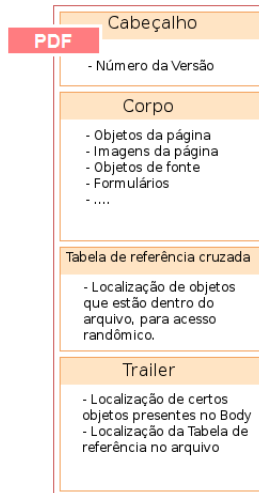 Cabeçalho
PDF
- Número da Versão
Corpo
- Objetos da página
- Imagens da página
- Objetos de fonte
- Formulários
- ....
Tabela de referência cruzada
- Localização de objetos
que estão dentro do
arquivo, para acesso
randômico.
Trailer
- Localização de certos
objetos presentes no Body
- Localização da Tabela de
referência no arquivo